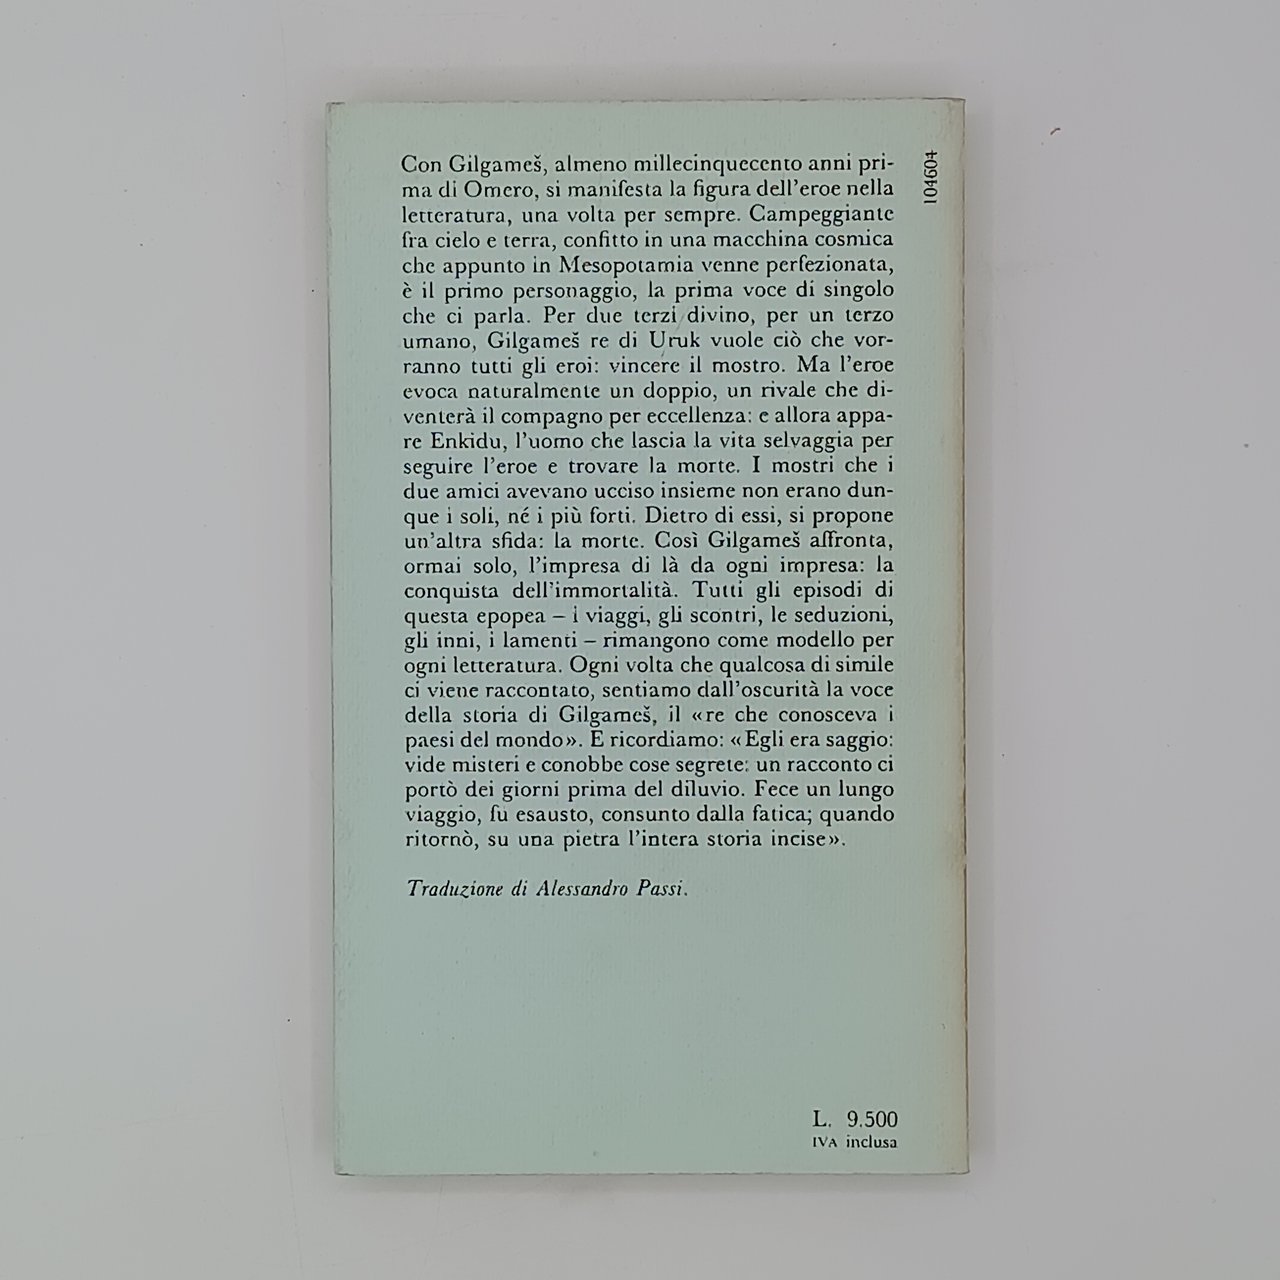 Con Gilgameš, almeno millecinquecento anni pri-
ma di Omero, si manifesta la figura dell'eroe nella
letteratura, una volta per sempre. Campeggiante
fra cielo e terra, confitto in una macchina cosmica
che appunto in Mesopotamia venne perfezionata,
è il primo personaggio, la prima voce di singolo
che ci parla. Per due terzi divino, per un terzo
umano, Gilgameš re di Uruk vuole ciò che vor-
ranno tutti gli eroi: vincere il mostro. Ma l'eroe
evoca naturalmente un doppio, un rivale che di-
venterà il compagno per eccellenza: e allora appa-
re Enkidu, l'uomo che lascia la vita selvaggia per
seguire l'eroe e trovare la morte. I mostri che i
due amici avevano ucciso insieme non erano dun-
que i soli, né i più forti. Dietro di essi, si propone
un'altra sfida: la morte. Così Gilgameš affronta,
ormai solo, l'impresa di là da ogni impresa: la
conquista dell'immortalità. Tutti gli episodi di
questa epopea – i viaggi, gli scontri, le seduzioni,
gli inni, i lamenti – rimangono come modello per
ogni letteratura. Ogni volta che qualcosa di simile
ci viene raccontato, sentiamo dall'oscurità la voce
della storia di Gilgameš, il «re che conosceva i
paesi del mondo». E ricordiamo: «Egli era saggio:
vide misteri e conobbe cose segrete: un racconto ci
portò dei giorni prima del diluvio. Fece un lungo
viaggio, fu esausto, consunto dalla fatica; quando
ritornò, su una pietra l'intera storia incise».
Traduzione di Alessandro Passi.
104604
L. 9.500
IVA inclusa